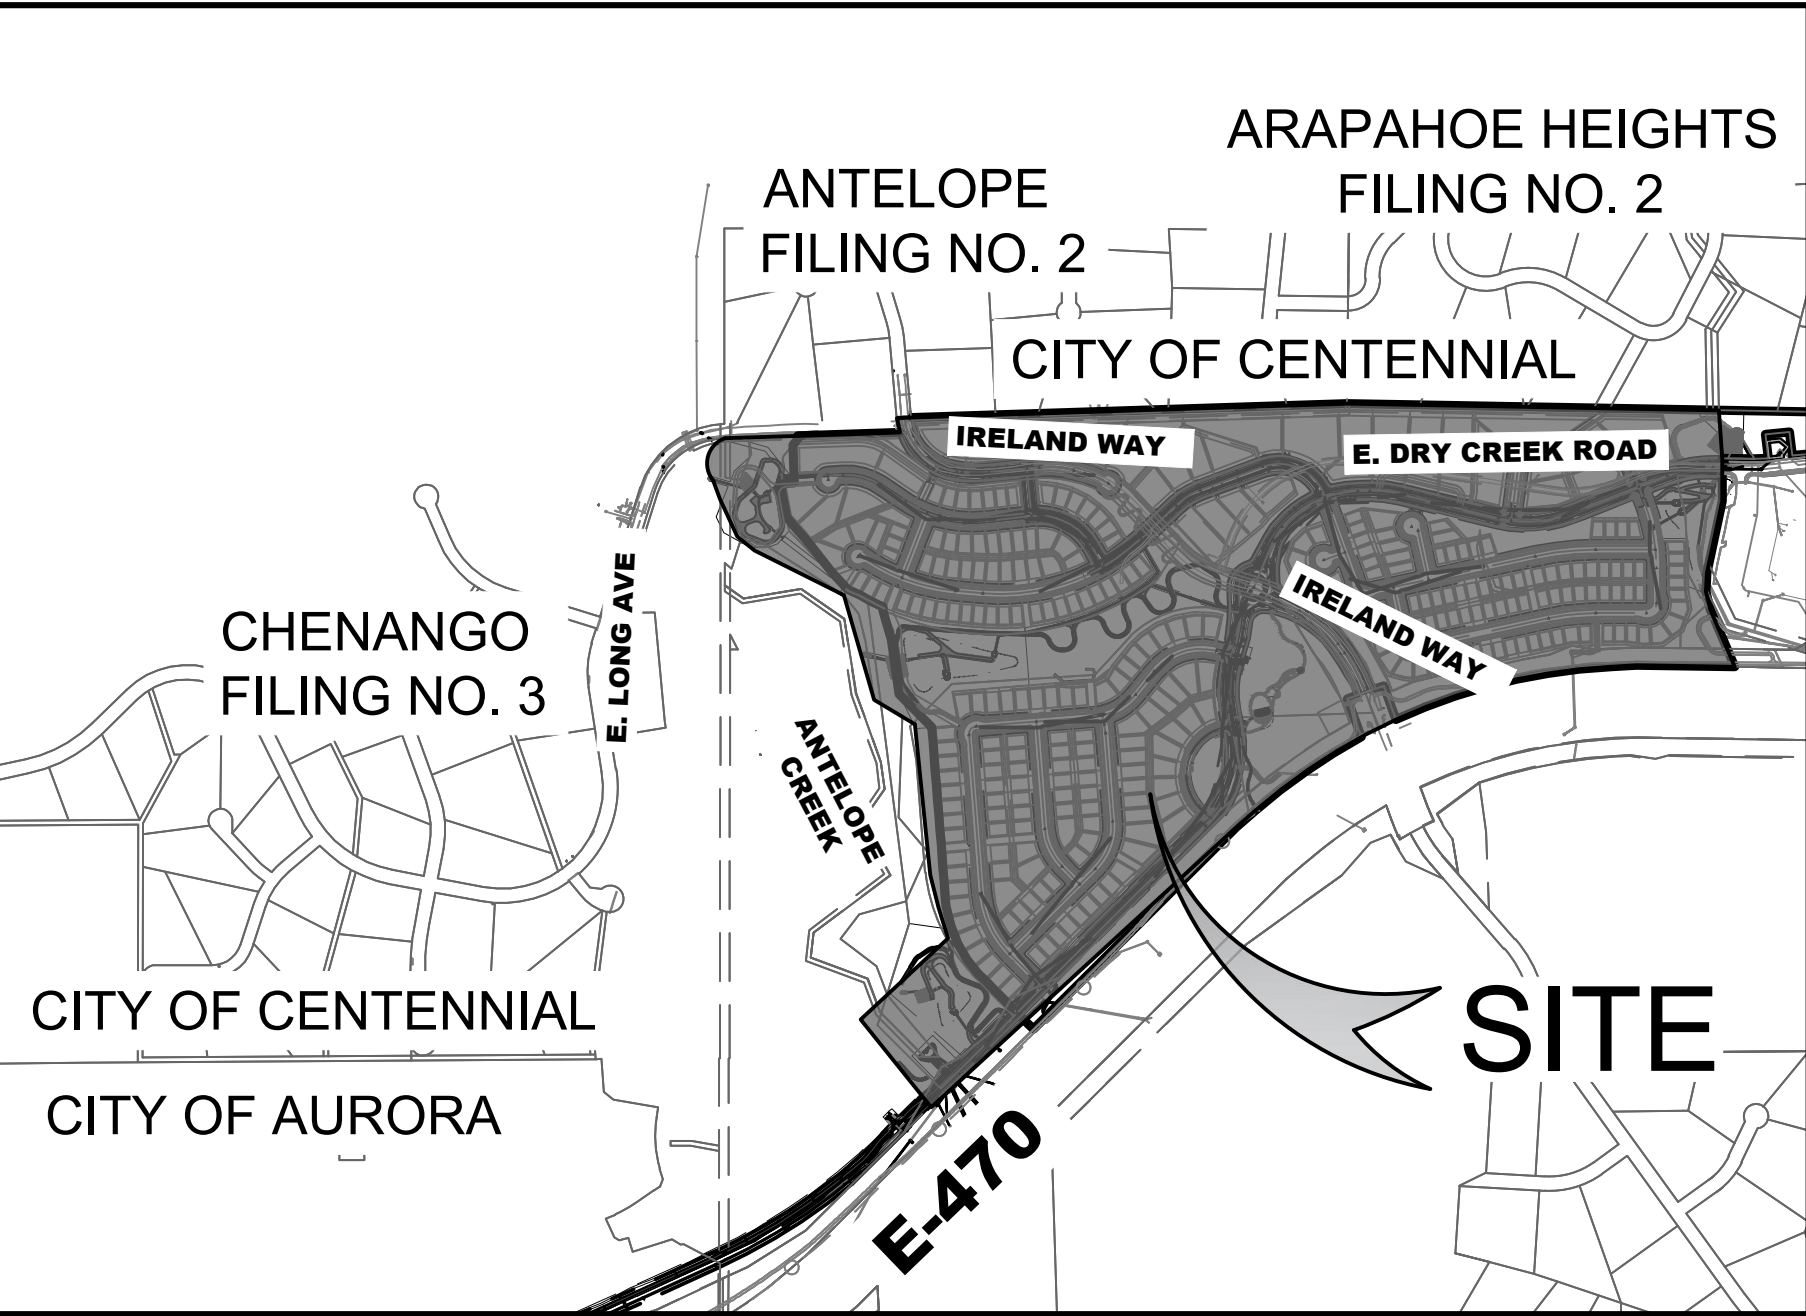 ARAPAHOE HEIGHTS
FILING NO. 2
ANTELOPE
FILING NO. 2
CITY OF CENTENNIAL
IRELAND WAY
E. DRY CREEK ROAD
IRELAND WAY
E. LONG AVE
CHENANGO
FILING NO. 3
ANTELOPE
CREEK
SITE
CITY OF CENTENNIAL
CITY OF AURORA
E-470